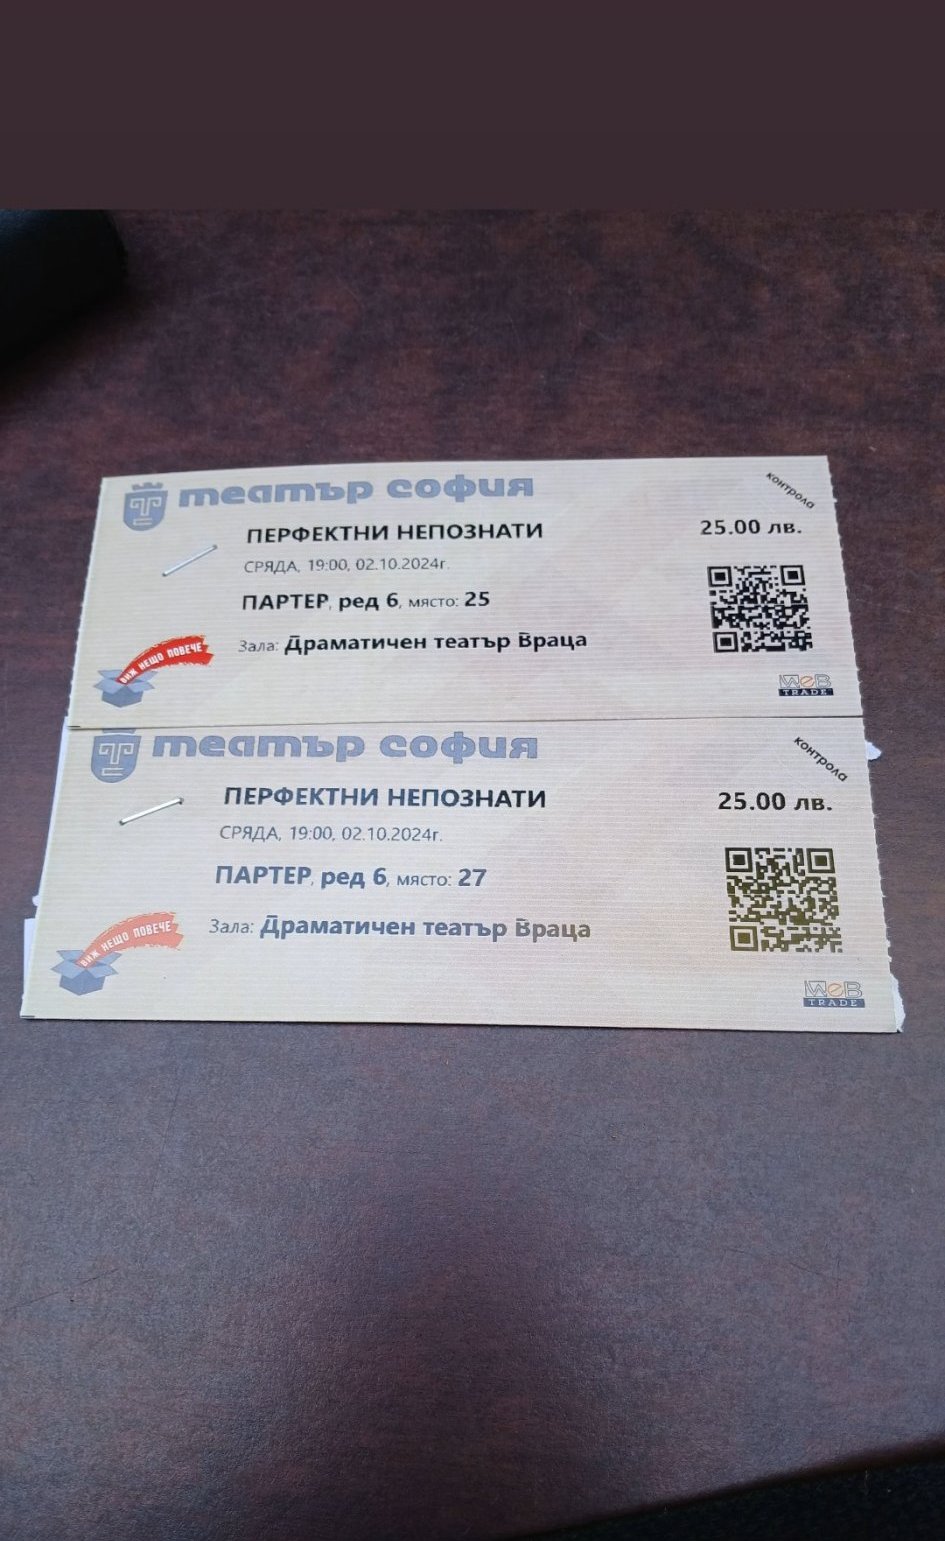 театър софия
контрола
ПЕРФЕКТНИ НЕПОЗНАТИ
25.00 лв.
СРЯДА, 19:00, 02.10.2024г.
ПАРТЕР, ред 6, място: 25
Зала: Драматичен театър Враца
ВИЖ НЕЩО ПОВЕЧЕ
WEB
TRADE
театър софия
контрола
ПЕРФЕКТНИ НЕПОЗНАТИ
25.00 лв.
СРЯДА, 19:00, 02.10.2024г.
ПАРТЕР, ред 6, място: 27
Зала: Драматичен театър Враца
ВИЖ НЕЩО ПОВЕЧЕ
WEB
TRADE